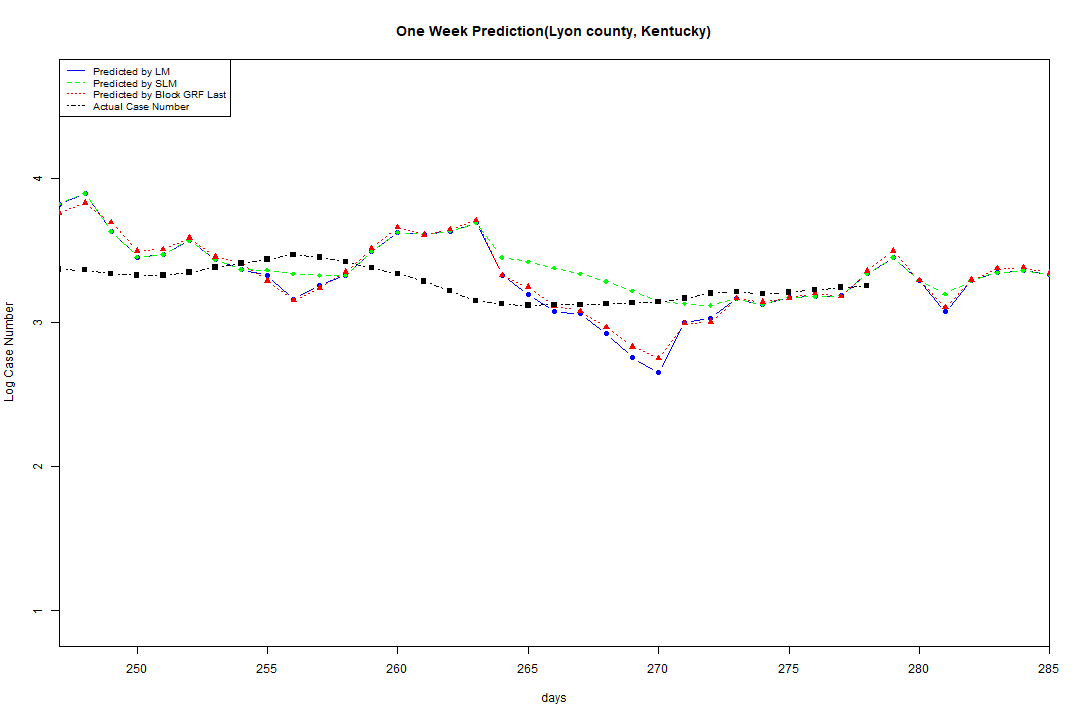 One Week Prediction(Lyon county, Kentucky)
Predicted by LM
Predicted by SLM
Predicted by Block GRF Last
Actual Case Number
4
3
2
1
Log Case Number
250 255 260 265 270 275 280 285
days